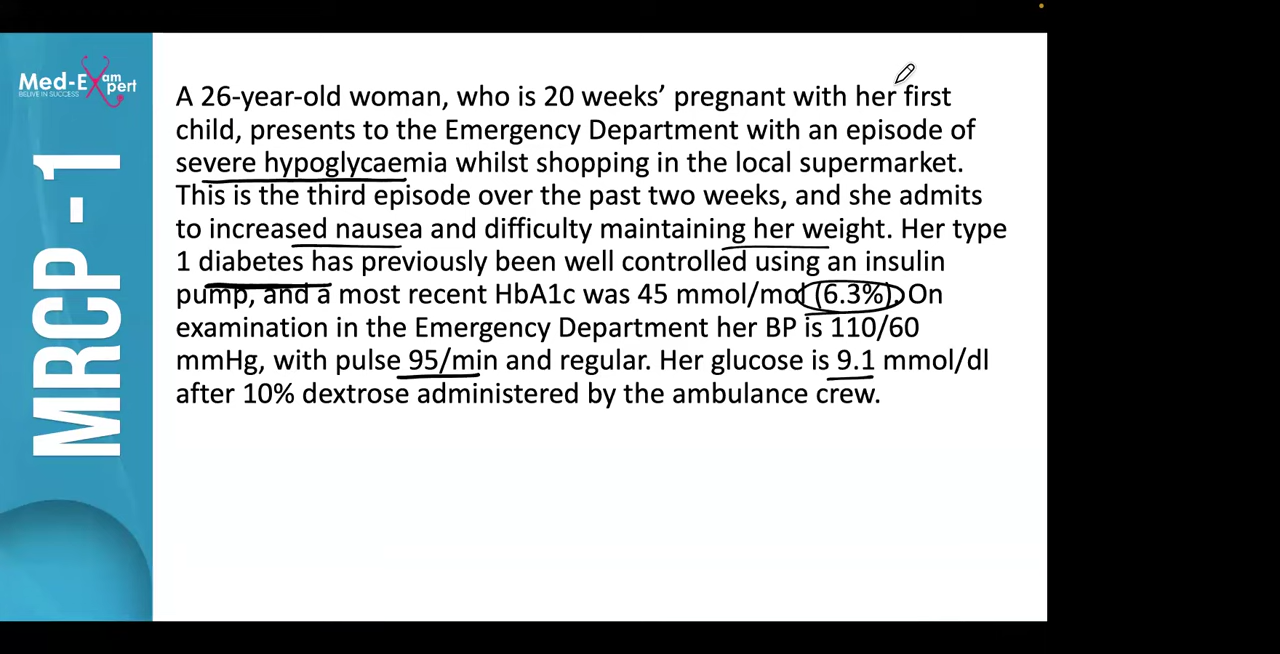 Med-Exam pert
BELIVE IN SUCCESS
MRCP - 1
A 26-year-old woman, who is 20 weeks’ pregnant with her first
child, presents to the Emergency Department with an episode of
severe hypoglycaemia whilst shopping in the local supermarket.
This is the third episode over the past two weeks, and she admits
to increased nausea and difficulty maintaining her weight. Her type
1 diabetes has previously been well controlled using an insulin
pump, and a most recent HbA1c was 45 mmol/mol (6.3%). On
examination in the Emergency Department her BP is 110/60
mmHg, with pulse 95/min and regular. Her glucose is 9.1 mmol/dl
after 10% dextrose administered by the ambulance crew.